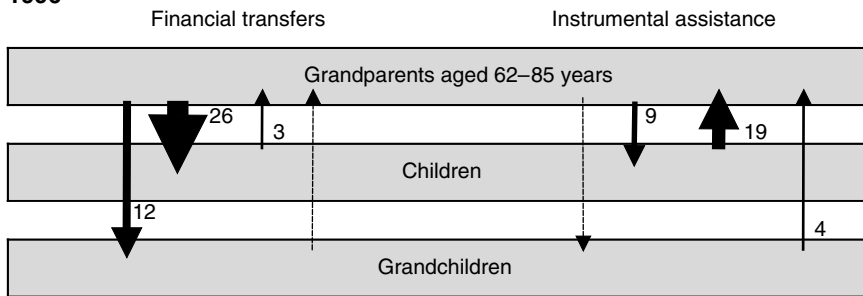 Financial transfers
Instrumental assistance
Grandparents aged 62–85 years
26
3
9
19
Children
12
4
Grandchildren